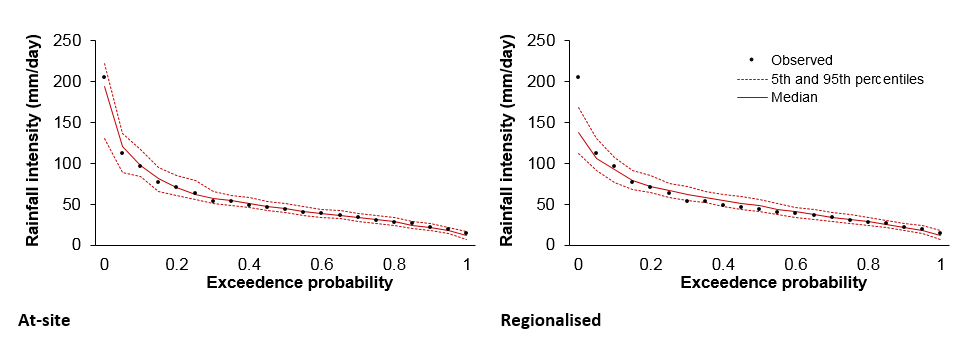 Rainfall intensity (mm/day)
250
200
150
100
50
0
0
0.2
0.4
0.6
0.8
1
Exceedence probability
At-site
Rainfall intensity (mm/day)
250
200
150
100
50
0
0
0.2
0.4
0.6
0.8
1
Exceedence probability
Observed
5th and 95th percentiles
Median
Regionalised